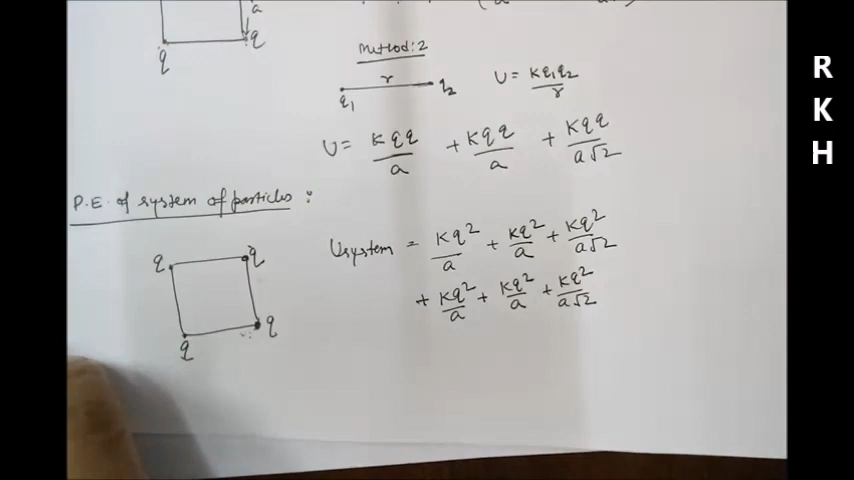 a
q
q
Method:2
r
q1
q2
U = Kq1q2/r
U = Kqq/a + Kqq/a + Kqq/a√2
P.E. of system of particles :
q
q
q
q
Usystem = Kq²/a + Kq²/a + Kq²/a√2
+ Kq²/a + Kq²/a + Kq²/a√2
R
K
H